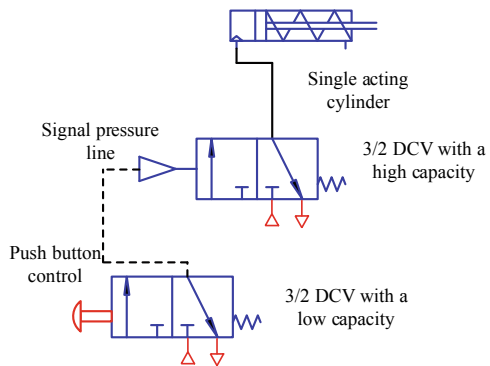 Single acting
cylinder
Signal pressure
line
3/2 DCV with a
high capacity
Push button
control
3/2 DCV with a
low capacity